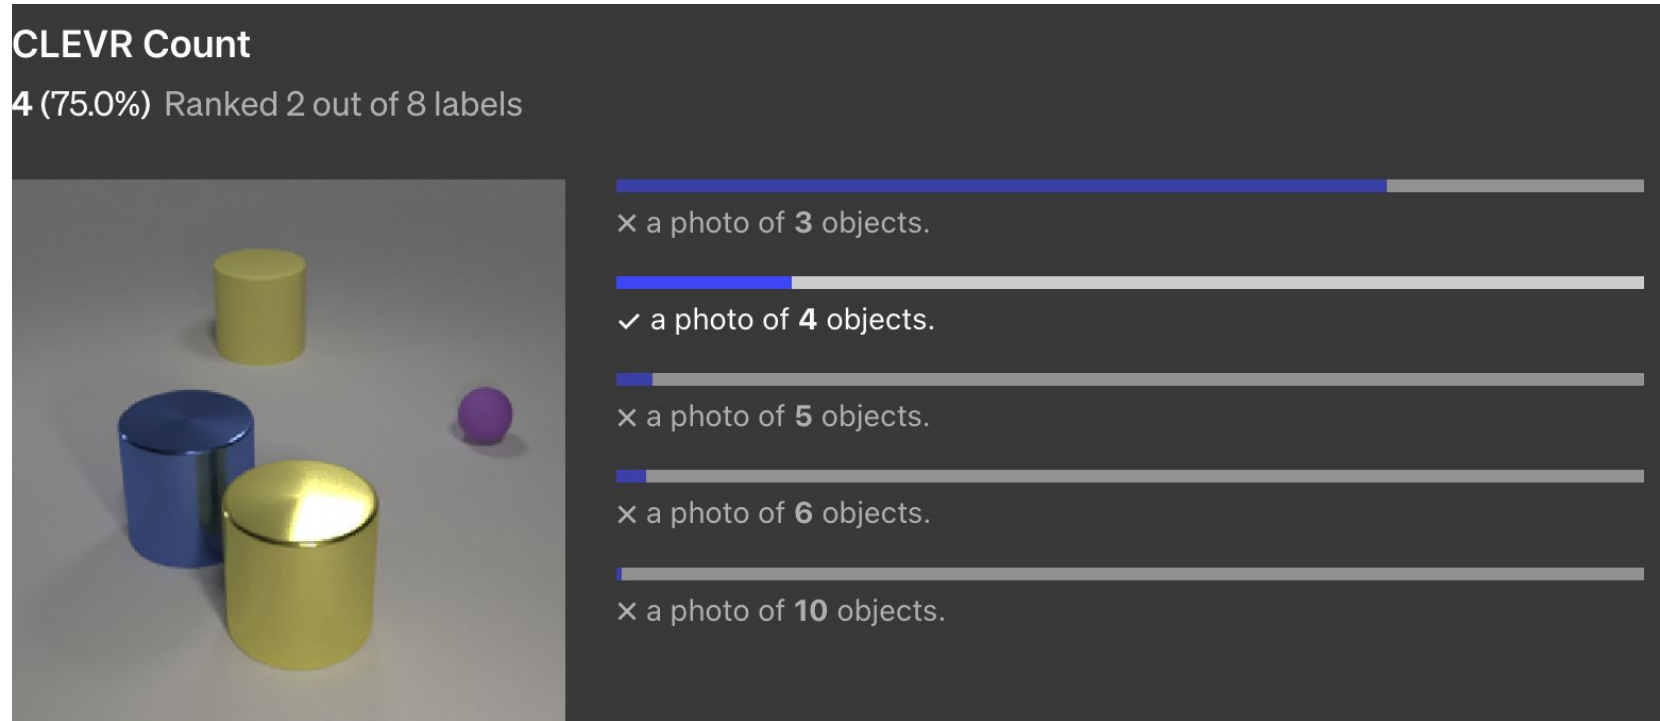 CLEVR Count
4 (75.0%) Ranked 2 out of 8 labels
✕ a photo of 3 objects.
✓ a photo of 4 objects.
✕ a photo of 5 objects.
✕ a photo of 6 objects.
✕ a photo of 10 objects.